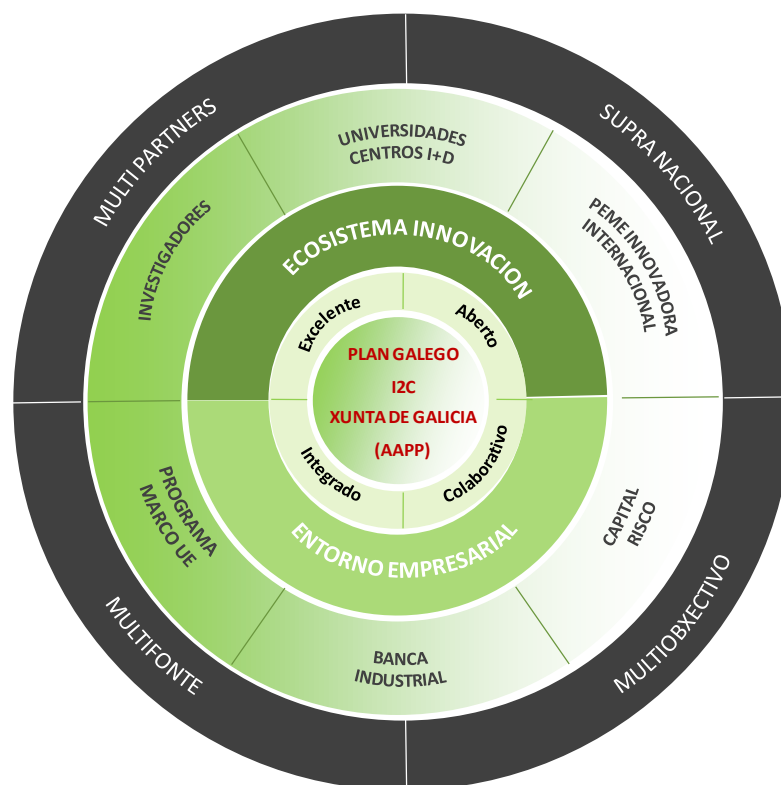 MULTI PARTNERS
SUPRA NACIONAL
UNIVERSIDADES
CENTROS I+D
INVESTIGADORES
PEME INNOVADORA
INTERNACIONAL
ECOSISTEMA INNOVACION
Excelente
Aberto
PLAN GALEGO
I2C
XUNTA DE GALICIA
(AAPP)
Integrado
Colaborativo
ENTORNO EMPRESARIAL
PROGRAMA
MARCO UE
CAPITAL
RISCO
BANCA
INDUSTRIAL
MULTIFONTE
MULTIOBXECTIVO